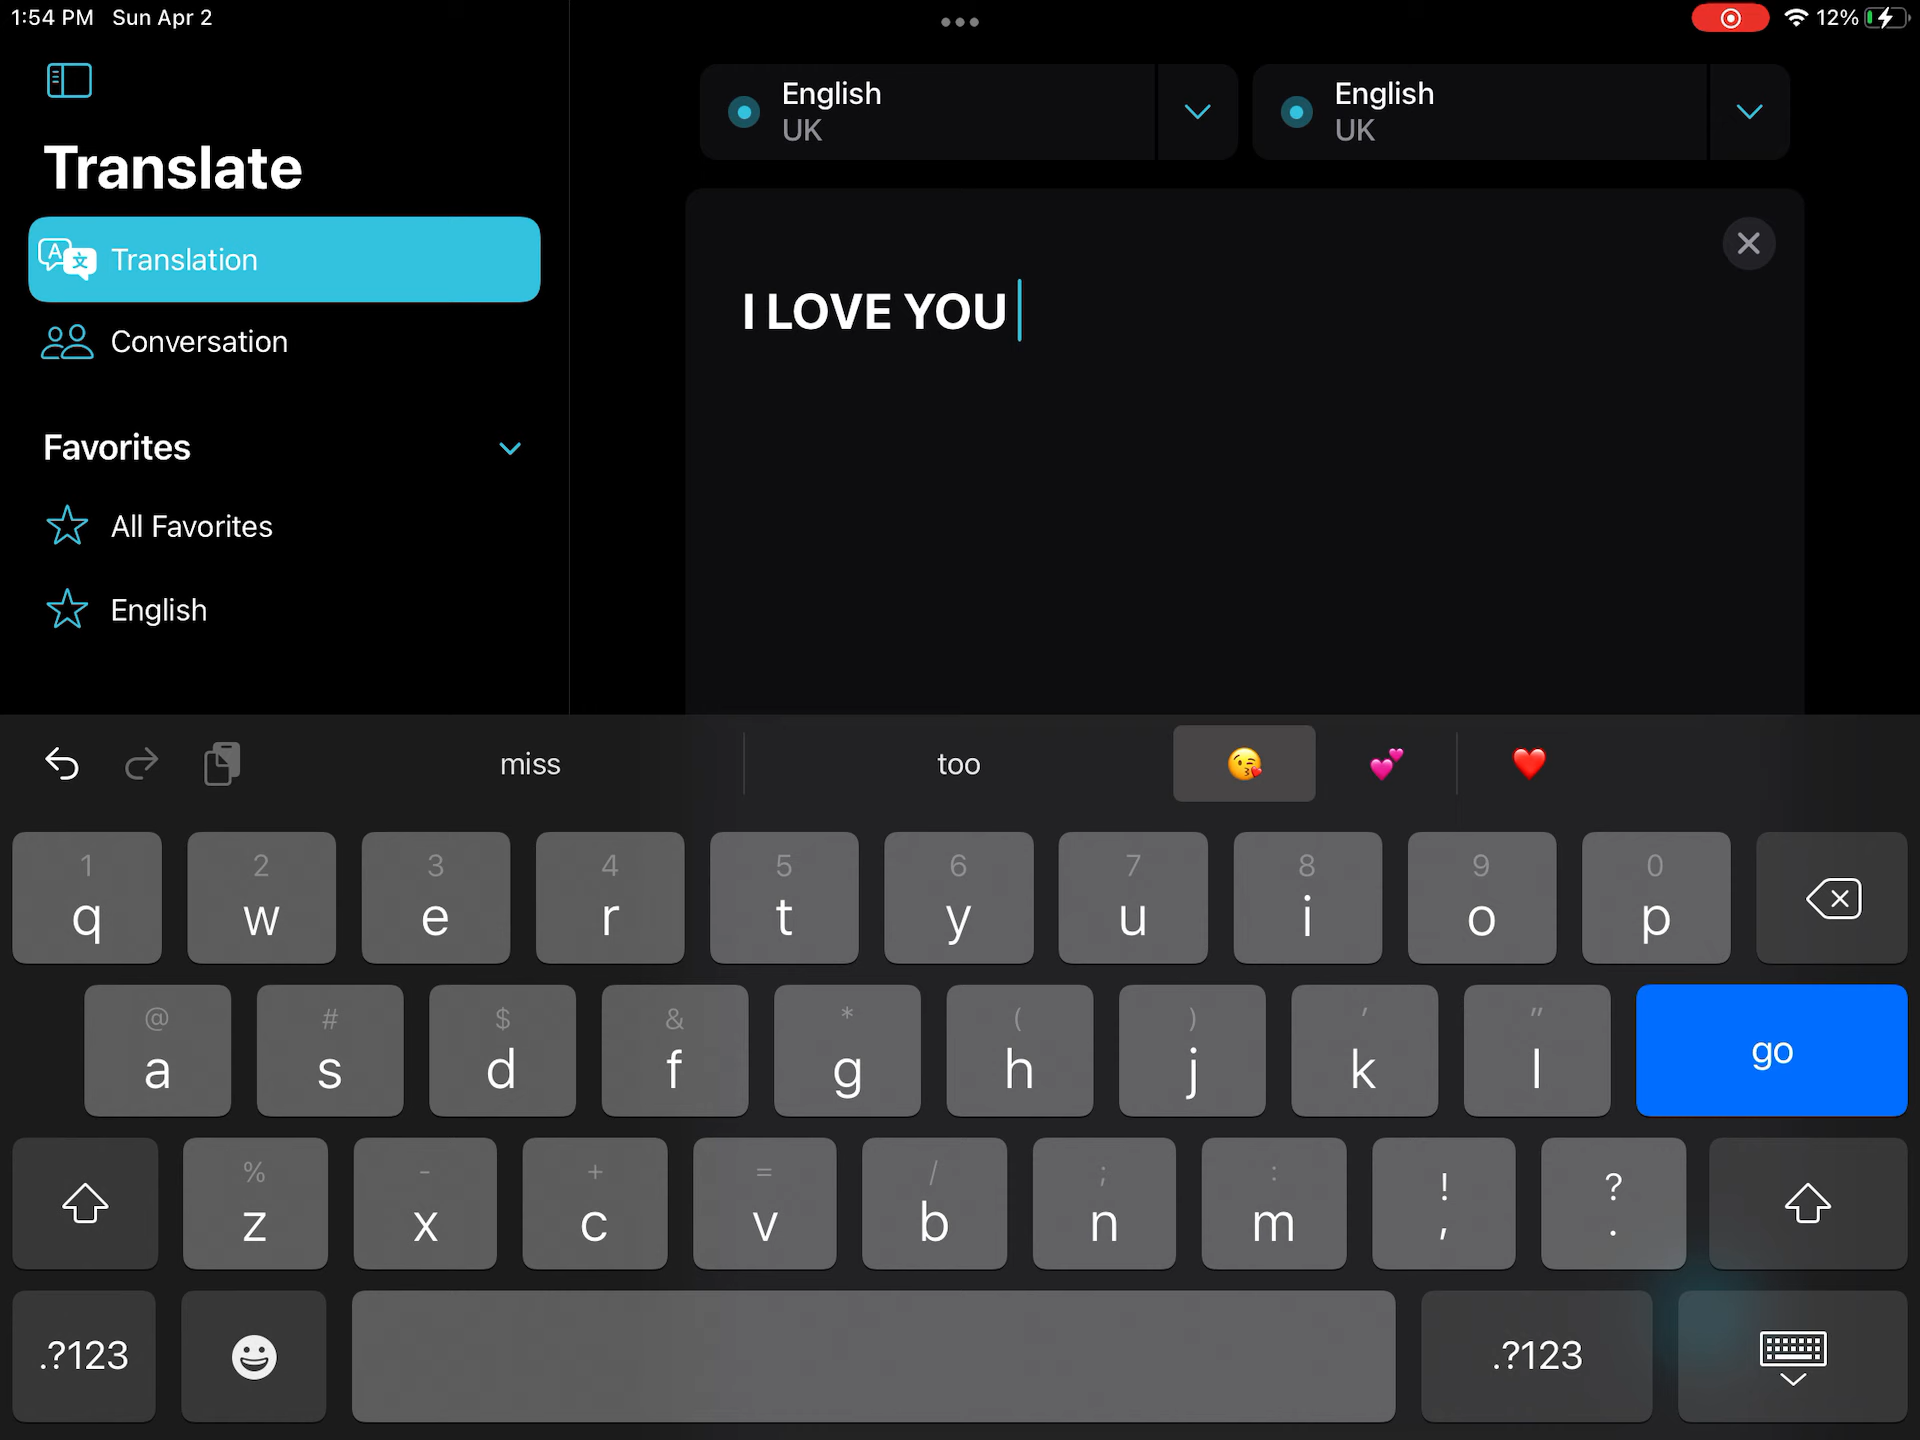 1:54 PM Sun Apr 2
12%
Translate
Translation
Conversation
Favorites
All Favorites
English
English
UK
English
UK
I LOVE YOU
miss
too
😘
💕
❤️
1 2 3 4 5 6 7 8 9 0
q w e r t y u i o p
@ # $ & * ( ) ' "
a s d f g h j k l go
% - + = / ; : ! ?
z x c v b n m , .
.?123
.?123